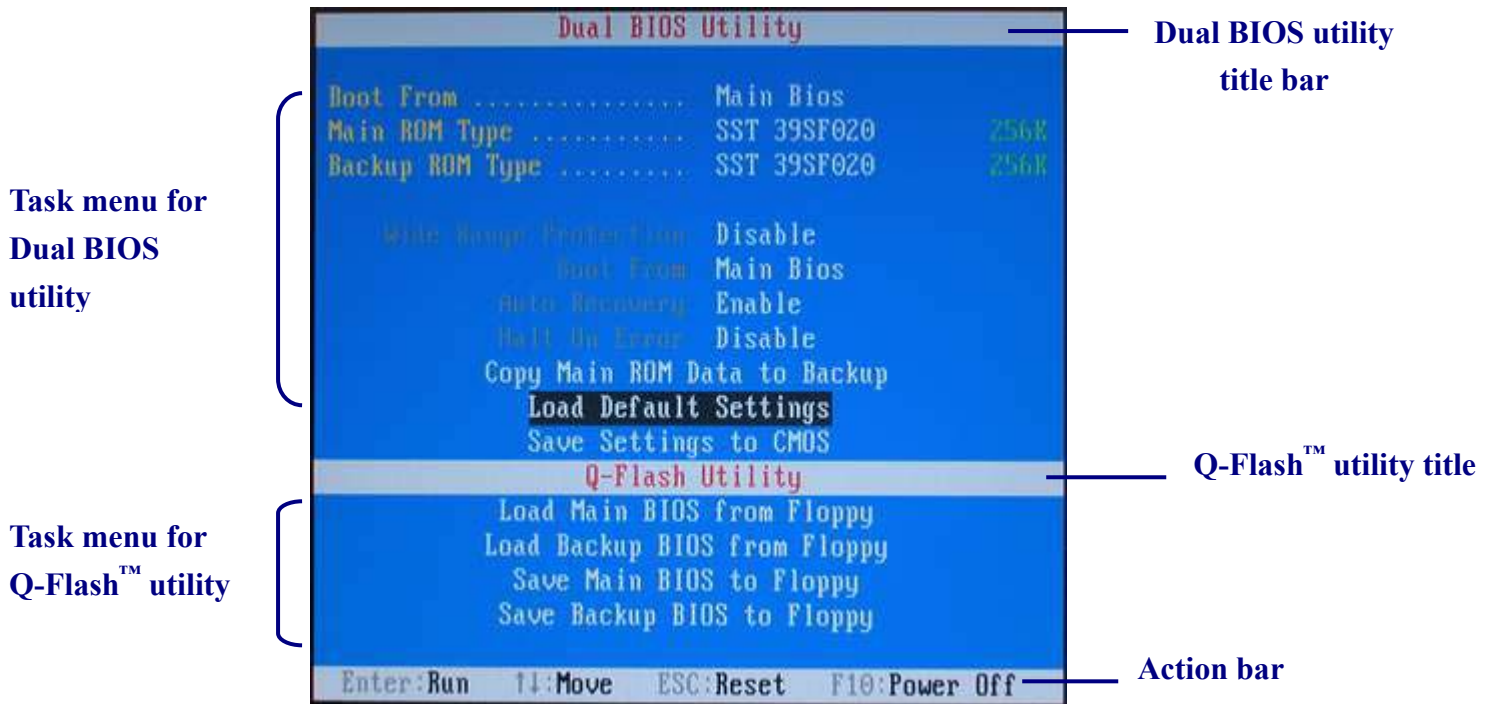 Dual BIOS Utility
Dual BIOS utility
title bar
Boot From ............... Main Bios
Main ROM Type ........... SST 39SF020 256K
Backup ROM Type ......... SST 39SF020 256K
Task menu for
Dual BIOS
utility
Wide Range Protection Disable
Boot From Main Bios
Auto Recovery Enable
Halt On Error Disable
Copy Main ROM Data to Backup
Load Default Settings
Save Settings to CMOS
Q-Flash Utility
Q-Flash™ utility title
Task menu for
Q-Flash™ utility
Load Main BIOS from Floppy
Load Backup BIOS from Floppy
Save Main BIOS to Floppy
Save Backup BIOS to Floppy
Enter:Run ↑↓:Move ESC:Reset F10:Power Off
Action bar